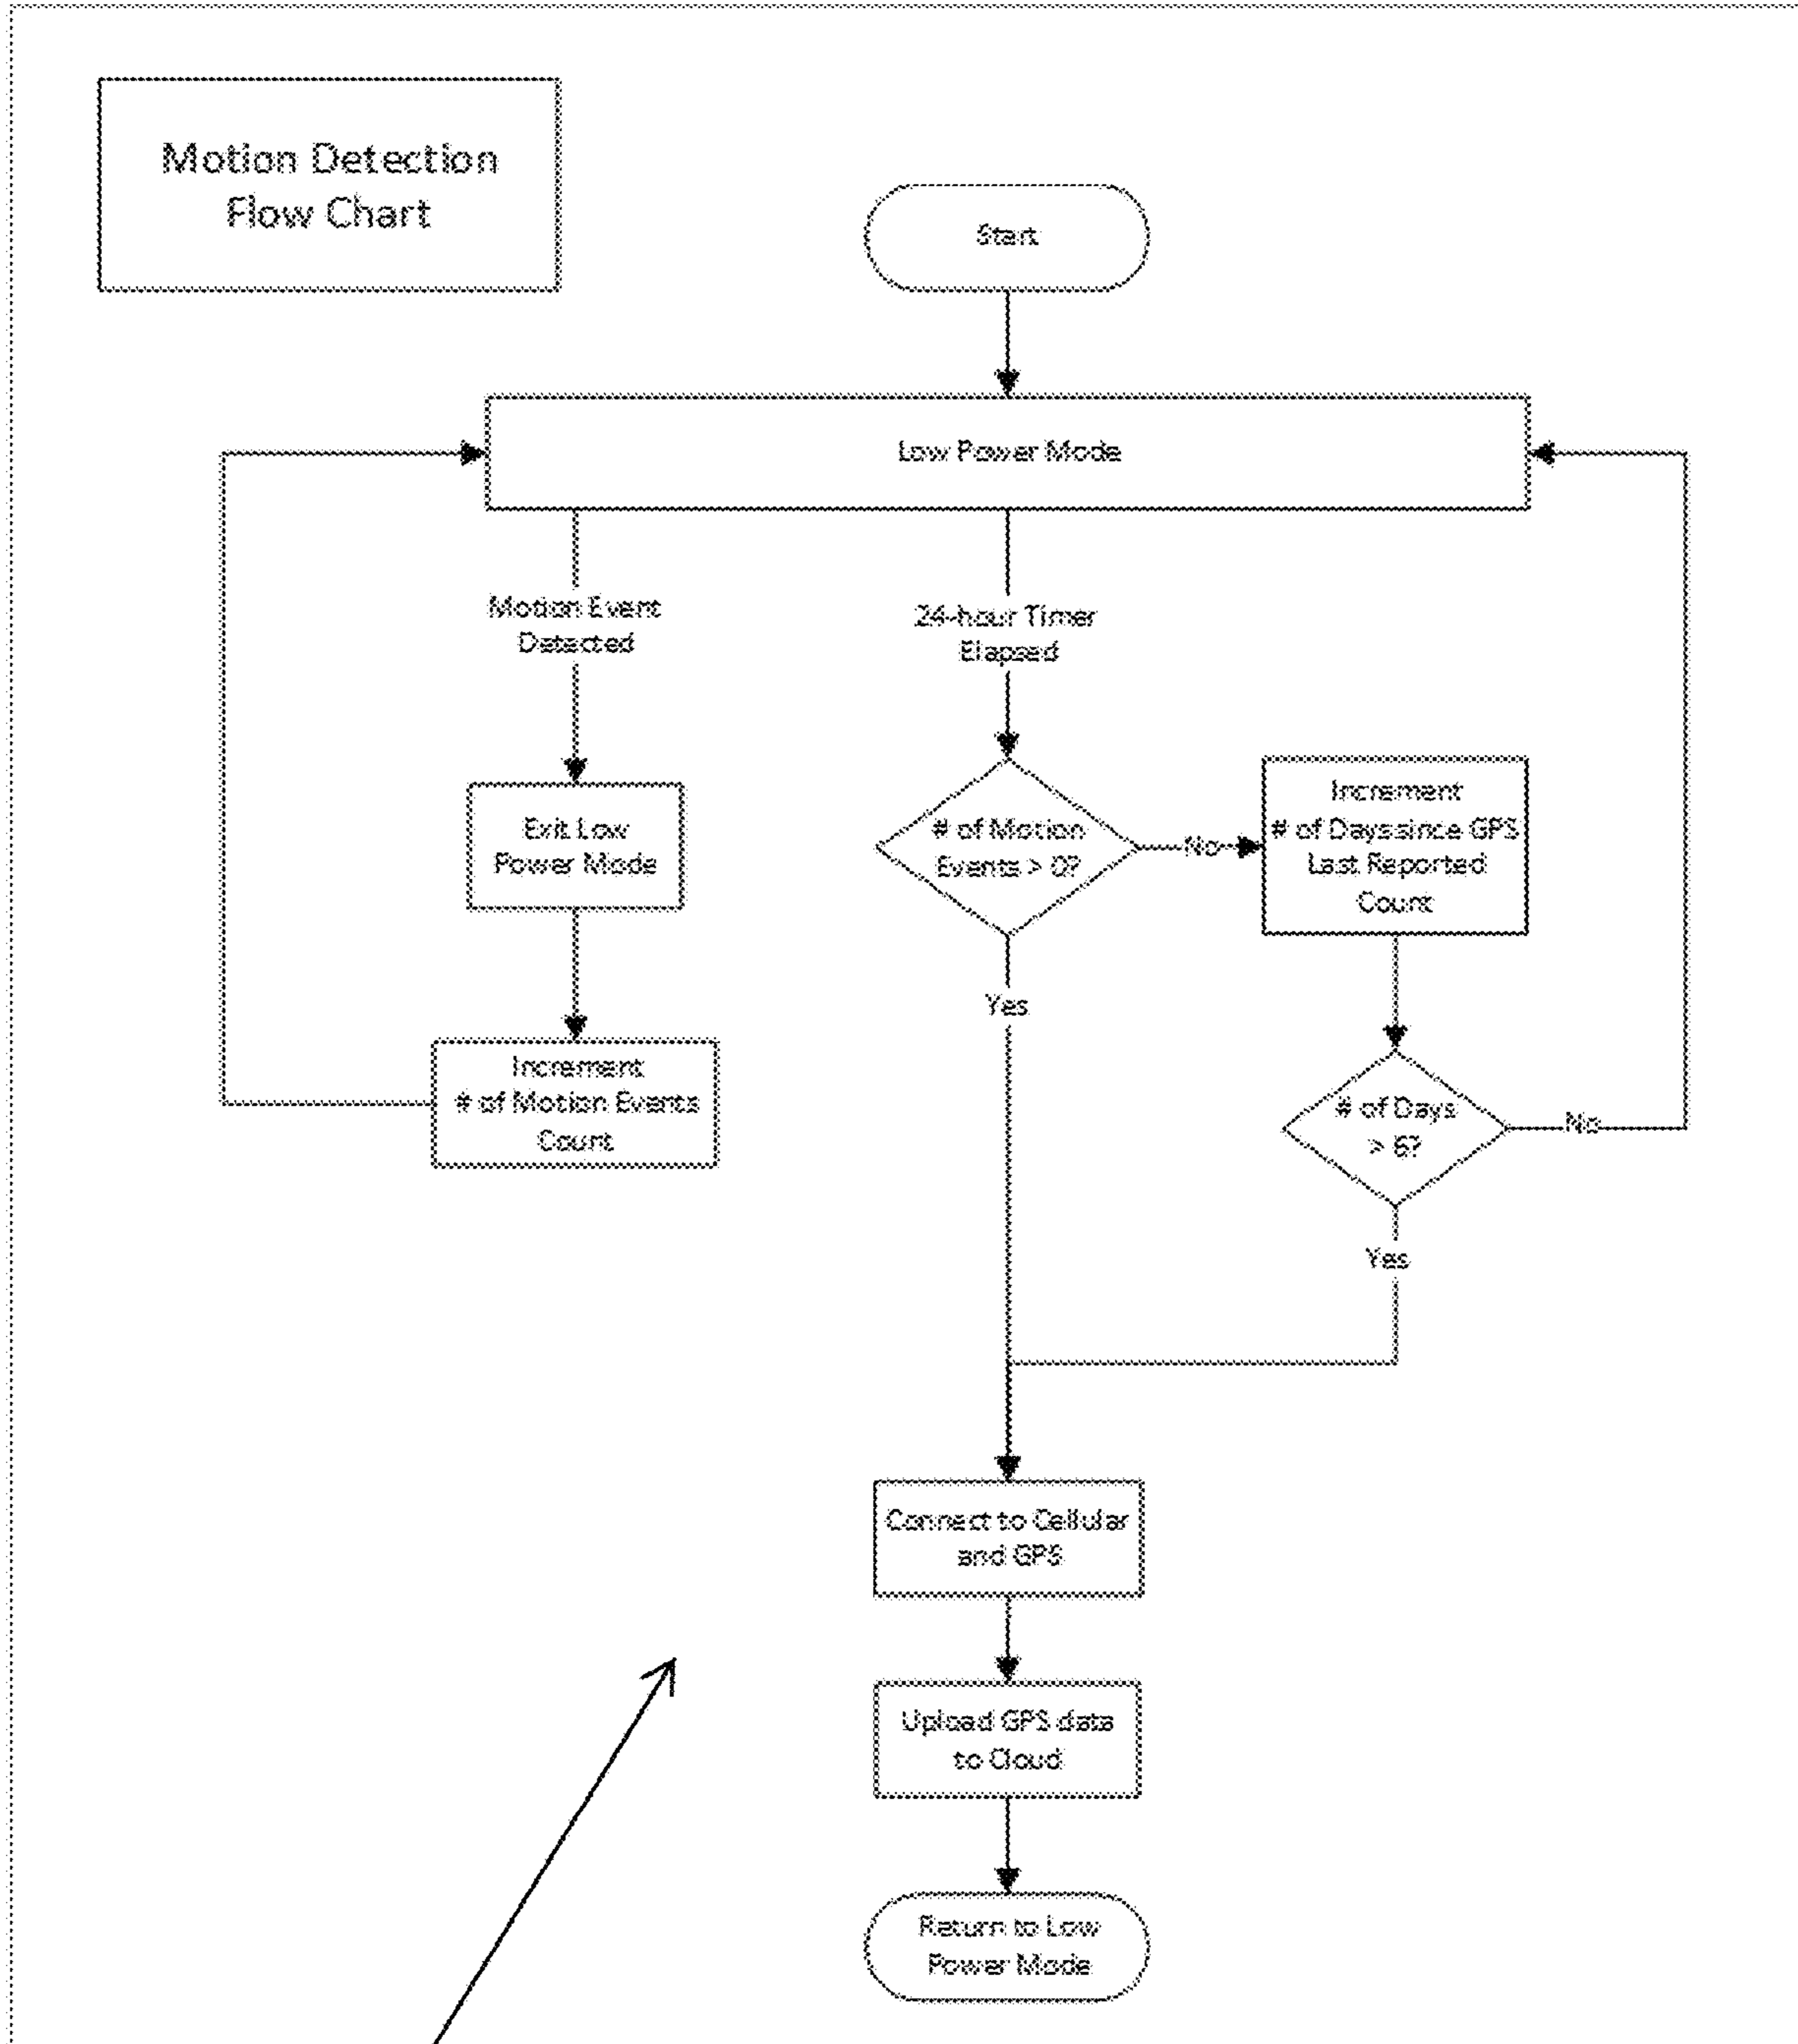 Motion Detection
Flow Chart
Start
Low Power Mode
Motion Event
Detected
24-hour Timer
Elapsed
Exit Low
Power Mode
# of Motion
Events > 0?
No
Increment
# of Days since GPS
Last Reported
Count
Yes
Increment
# of Motion Events
Count
# of Days
> 6?
No
Yes
Connect to Cellular
and GPS
Upload GPS data
to Cloud
Return to Low
Power Mode